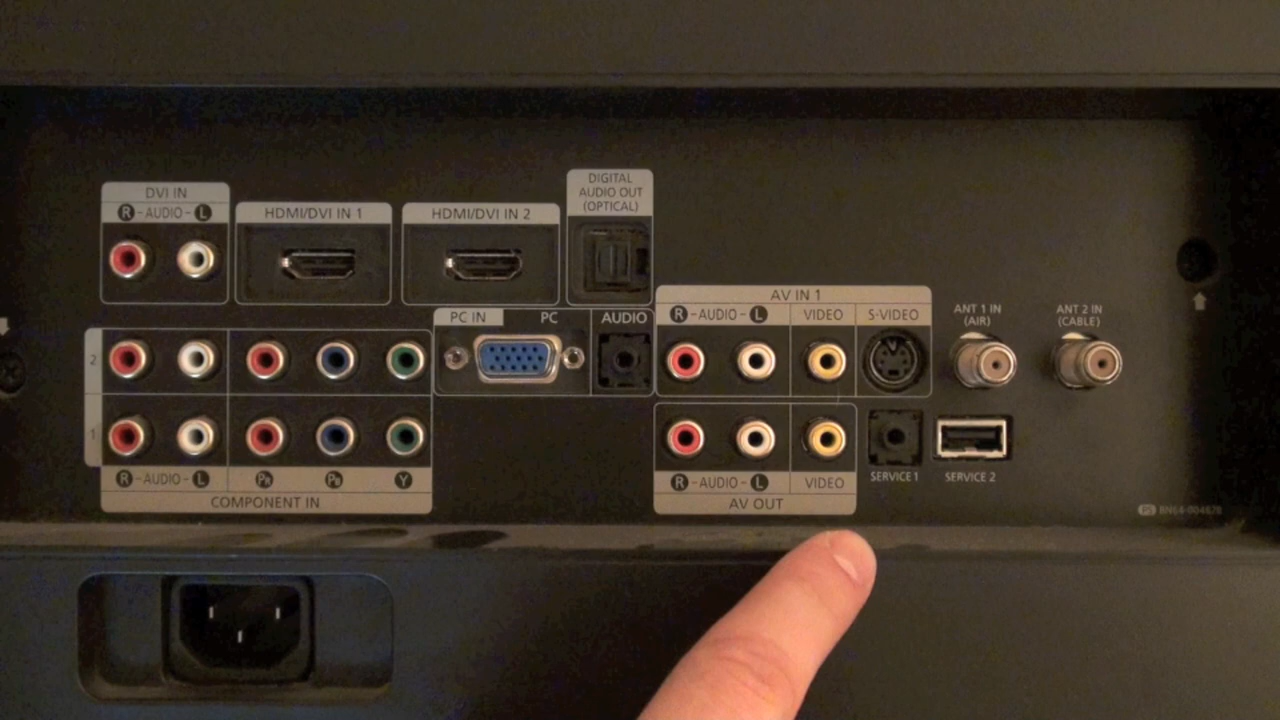 DVI IN
R - AUDIO - L
HDMI/DVI IN 1
HDMI/DVI IN 2
DIGITAL
AUDIO OUT
(OPTICAL)
PC IN
PC
AUDIO
AV IN 1
R - AUDIO - L
VIDEO
S-VIDEO
ANT 1 IN
(AIR)
ANT 2 IN
(CABLE)
2
1
R - AUDIO - L
PR
PB
Y
COMPONENT IN
R - AUDIO - L
VIDEO
AV OUT
SERVICE 1
SERVICE 2